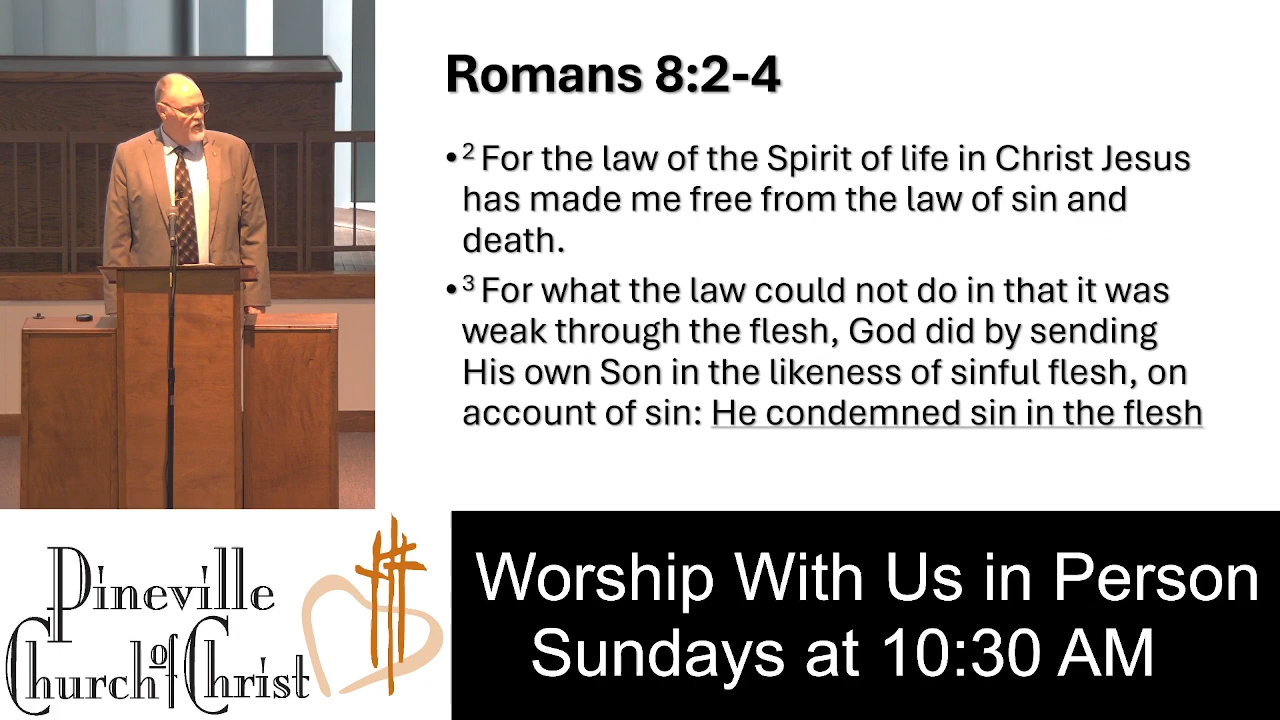 Romans 8:2-4
•² For the law of the Spirit of life in Christ Jesus
has made me free from the law of sin and
death.
•³ For what the law could not do in that it was
weak through the flesh, God did by sending
His own Son in the likeness of sinful flesh, on
account of sin: He condemned sin in the flesh
Pineville
Church of Christ
Worship With Us in Person
Sundays at 10:30 AM